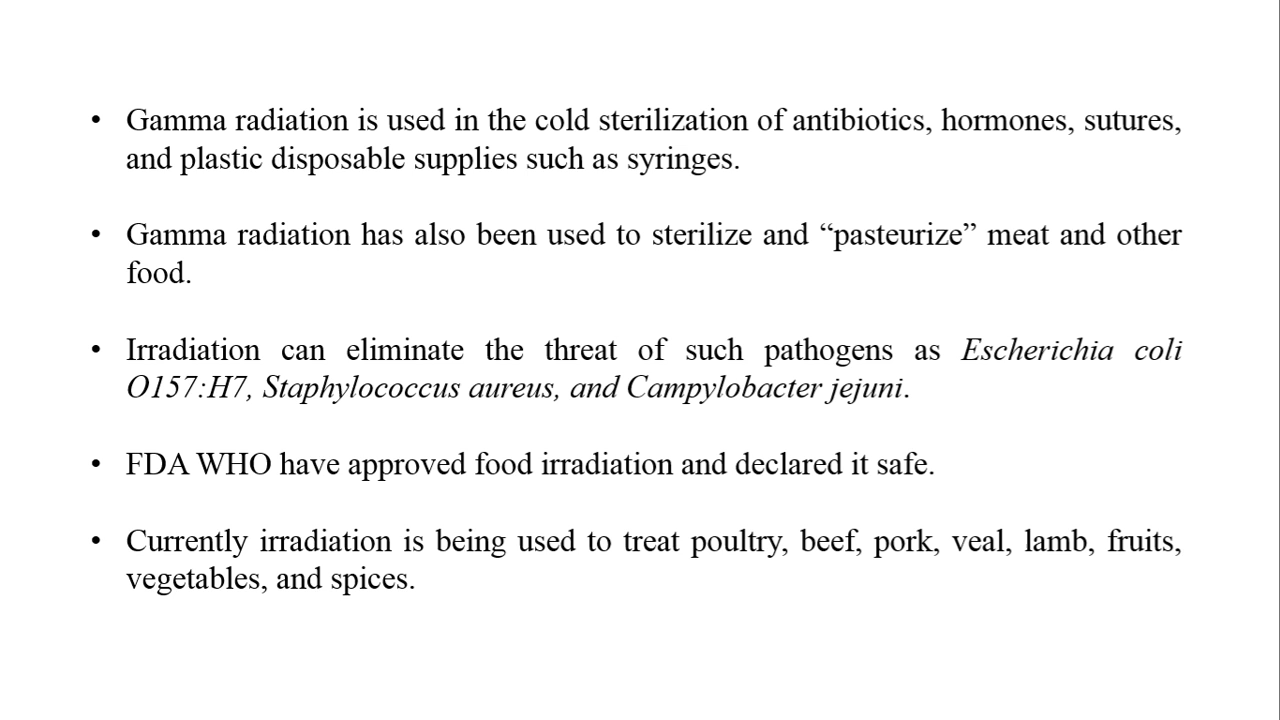 • Gamma radiation is used in the cold sterilization of antibiotics, hormones, sutures,
and plastic disposable supplies such as syringes.
• Gamma radiation has also been used to sterilize and “pasteurize” meat and other
food.
• Irradiation can eliminate the threat of such pathogens as Escherichia coli
O157:H7, Staphylococcus aureus, and Campylobacter jejuni.
• FDA WHO have approved food irradiation and declared it safe.
• Currently irradiation is being used to treat poultry, beef, pork, veal, lamb, fruits,
vegetables, and spices.